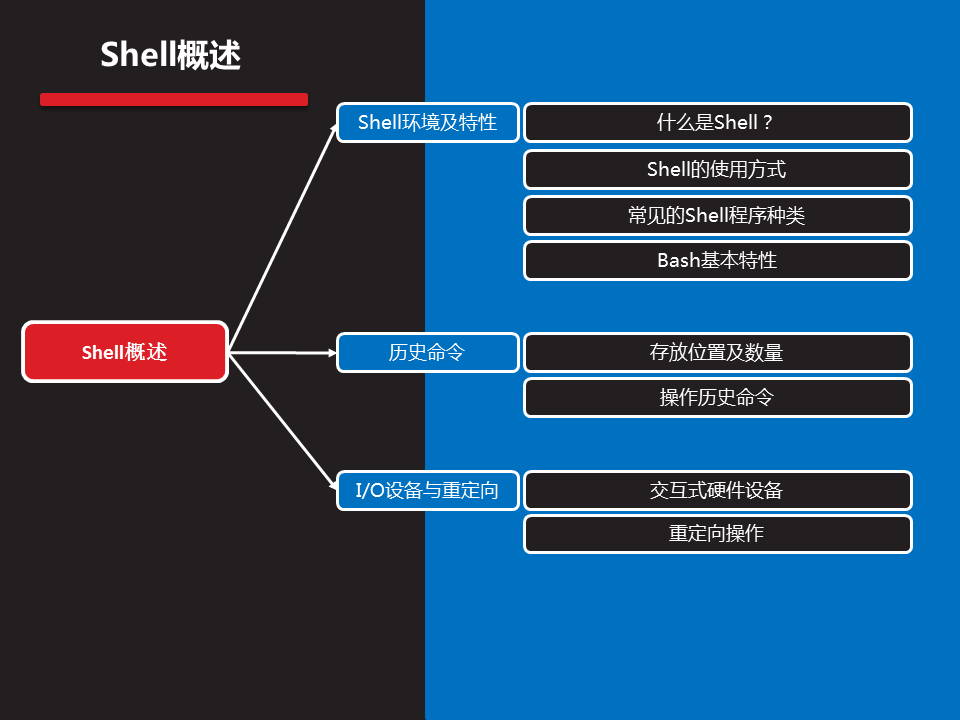 Shell概述
Shell环境及特性
什么是Shell？
Shell的使用方式
常见的Shell程序种类
Bash基本特性
Shell概述
历史命令
存放位置及数量
操作历史命令
I/O设备与重定向
交互式硬件设备
重定向操作